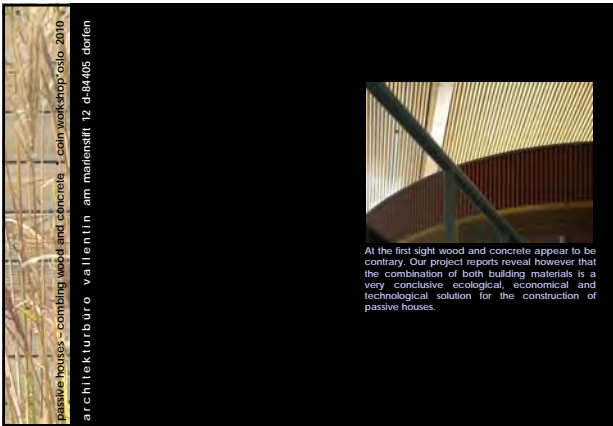 passive houses – combing wood and concrete - coin workshop*oslo 2010
architekturbüro vallentin am marienstift 12 d-84405 dorfen
At the first sight wood and concrete appear to be
contrary. Our project reports reveal however that
the combination of both building materials is a
very conclusive ecological, economical and
technological solution for the construction of
passive houses.